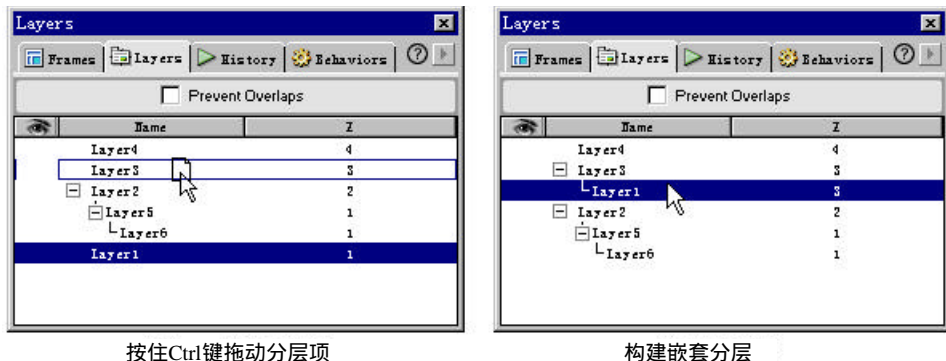 Layers
Frames Layers History Behaviors
Prevent Overlaps
Name Z
Layer4 4
Layer3 3
Layer2 2
Layer5 1
Layer6 1
Layer1 1
按住Ctrl键拖动分层项
Layers
Frames Layers History Behaviors
Prevent Overlaps
Name Z
Layer4 4
Layer3 3
Layer1 3
Layer2 2
Layer5 1
Layer6 1
构建嵌套分层